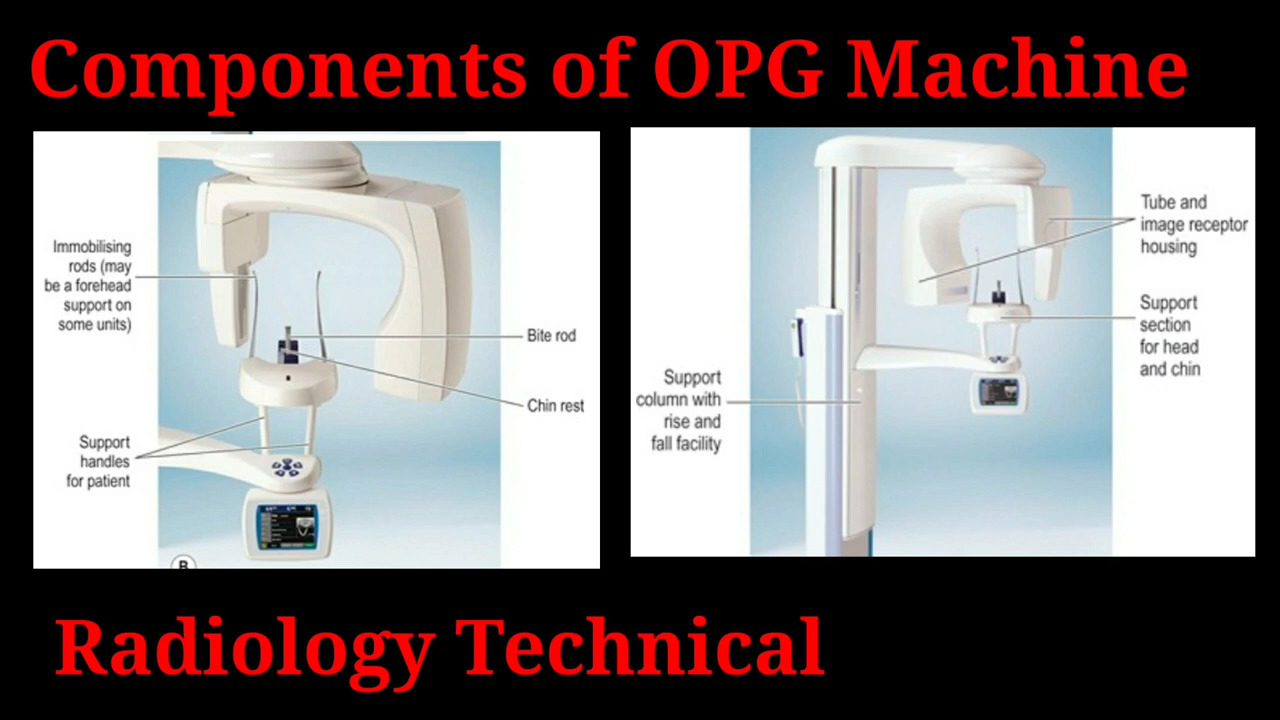 Components of OPG Machine
Immobilising
rods (may
be a forehead
support on
some units)
Bite rod
Chin rest
Support
handles
for patient
B
Tube and
image receptor
housing
Support
section
for head
and chin
Support
column with
rise and
fall facility
Radiology Technical